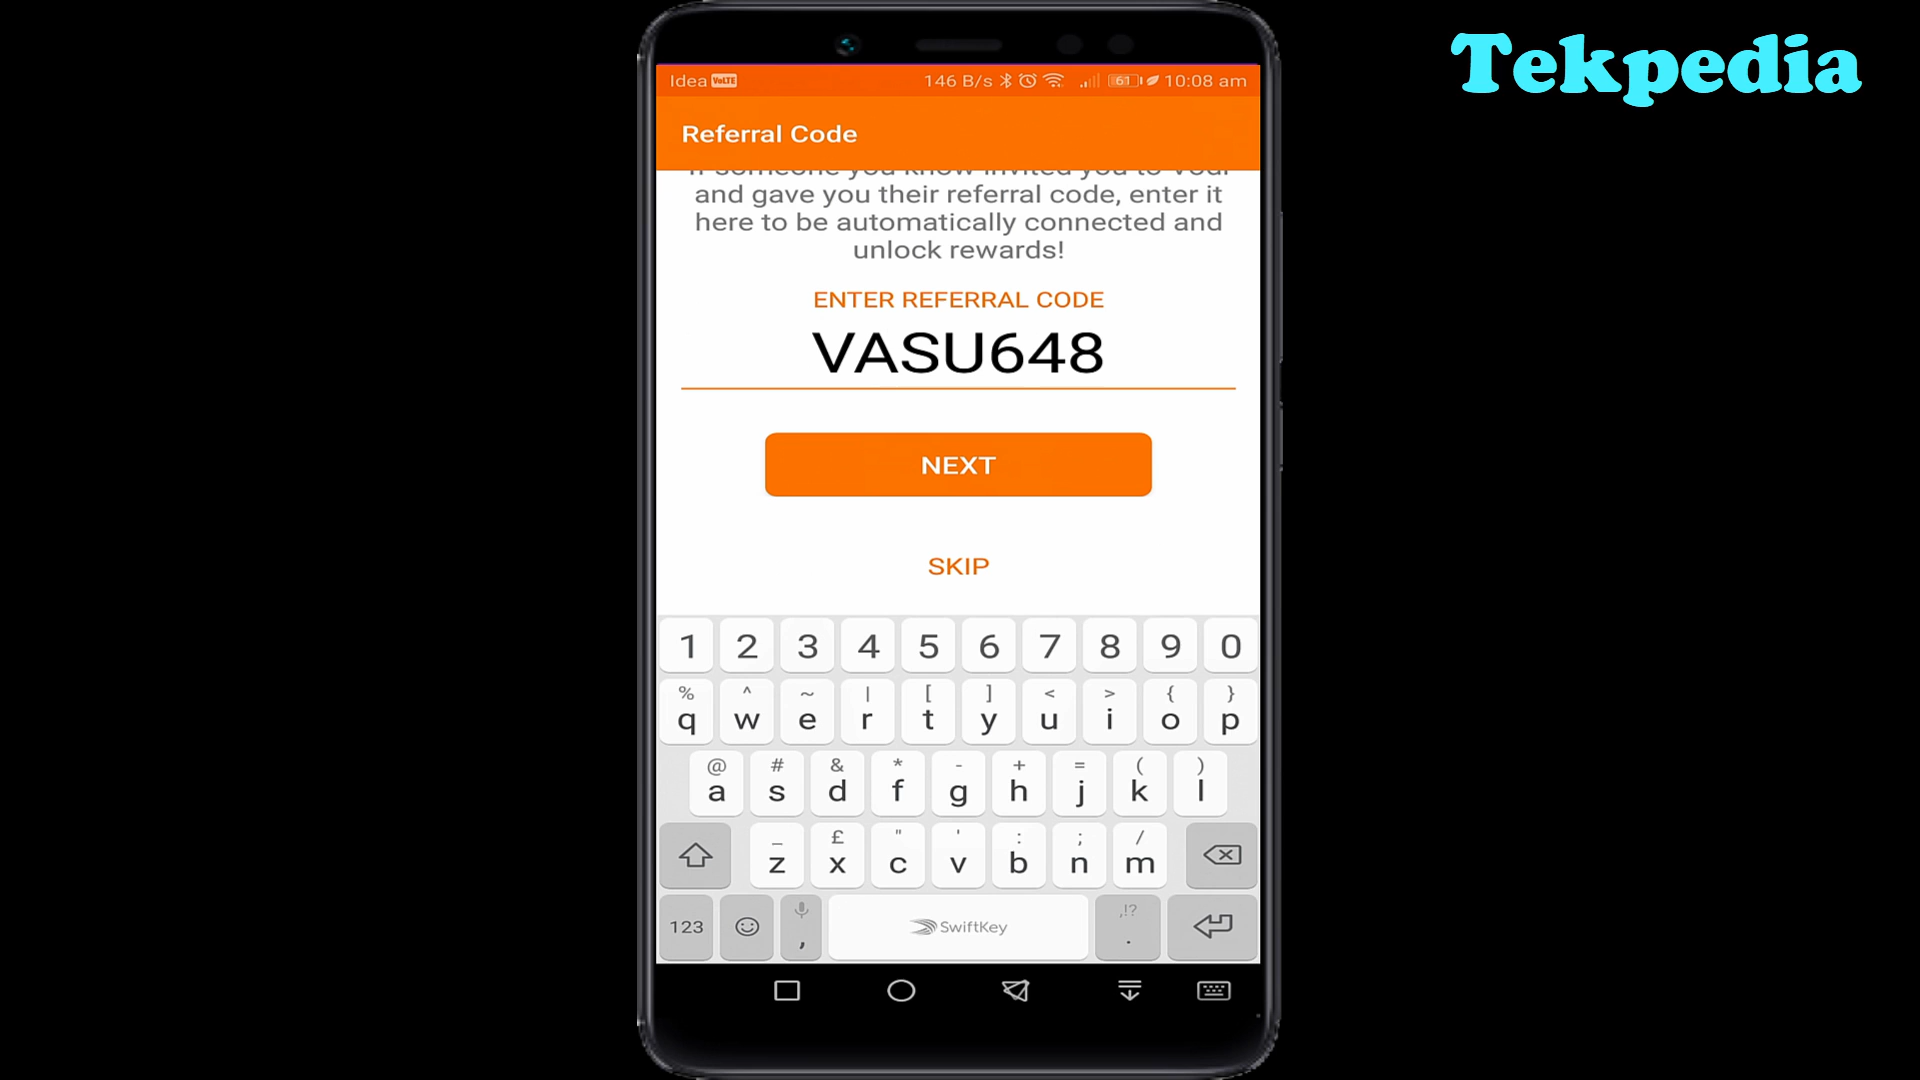 Tekpedia
Idea VoLTE 146 B/s 61 10:08 am
Referral Code
If someone you know invited you to Vodi
and gave you their referral code, enter it
here to be automatically connected and
unlock rewards!
ENTER REFERRAL CODE
VASU648
NEXT
SKIP
1 2 3 4 5 6 7 8 9 0
% ^ ~ | [ ] < > { }
q w e r t y u i o p
@ # & * - + = ( )
a s d f g h j k l
_ £ " ' : ; /
z x c v b n m
,!?
123 , SwiftKey .